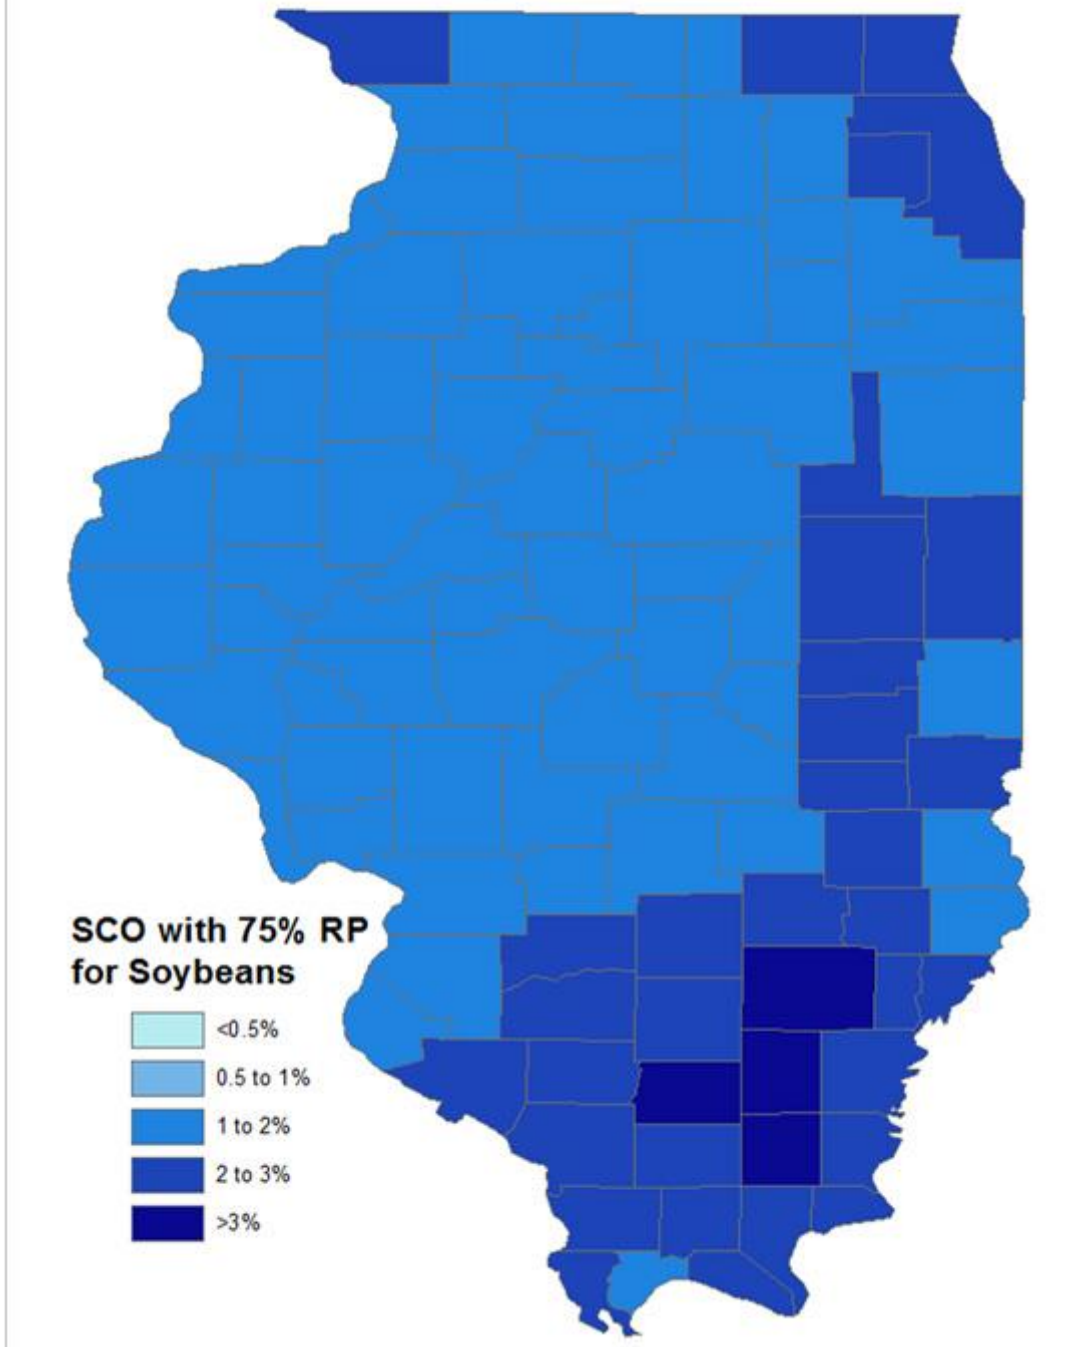 SCO with 75% RP
for Soybeans
<0.5%
0.5 to 1%
1 to 2%
2 to 3%
>3%